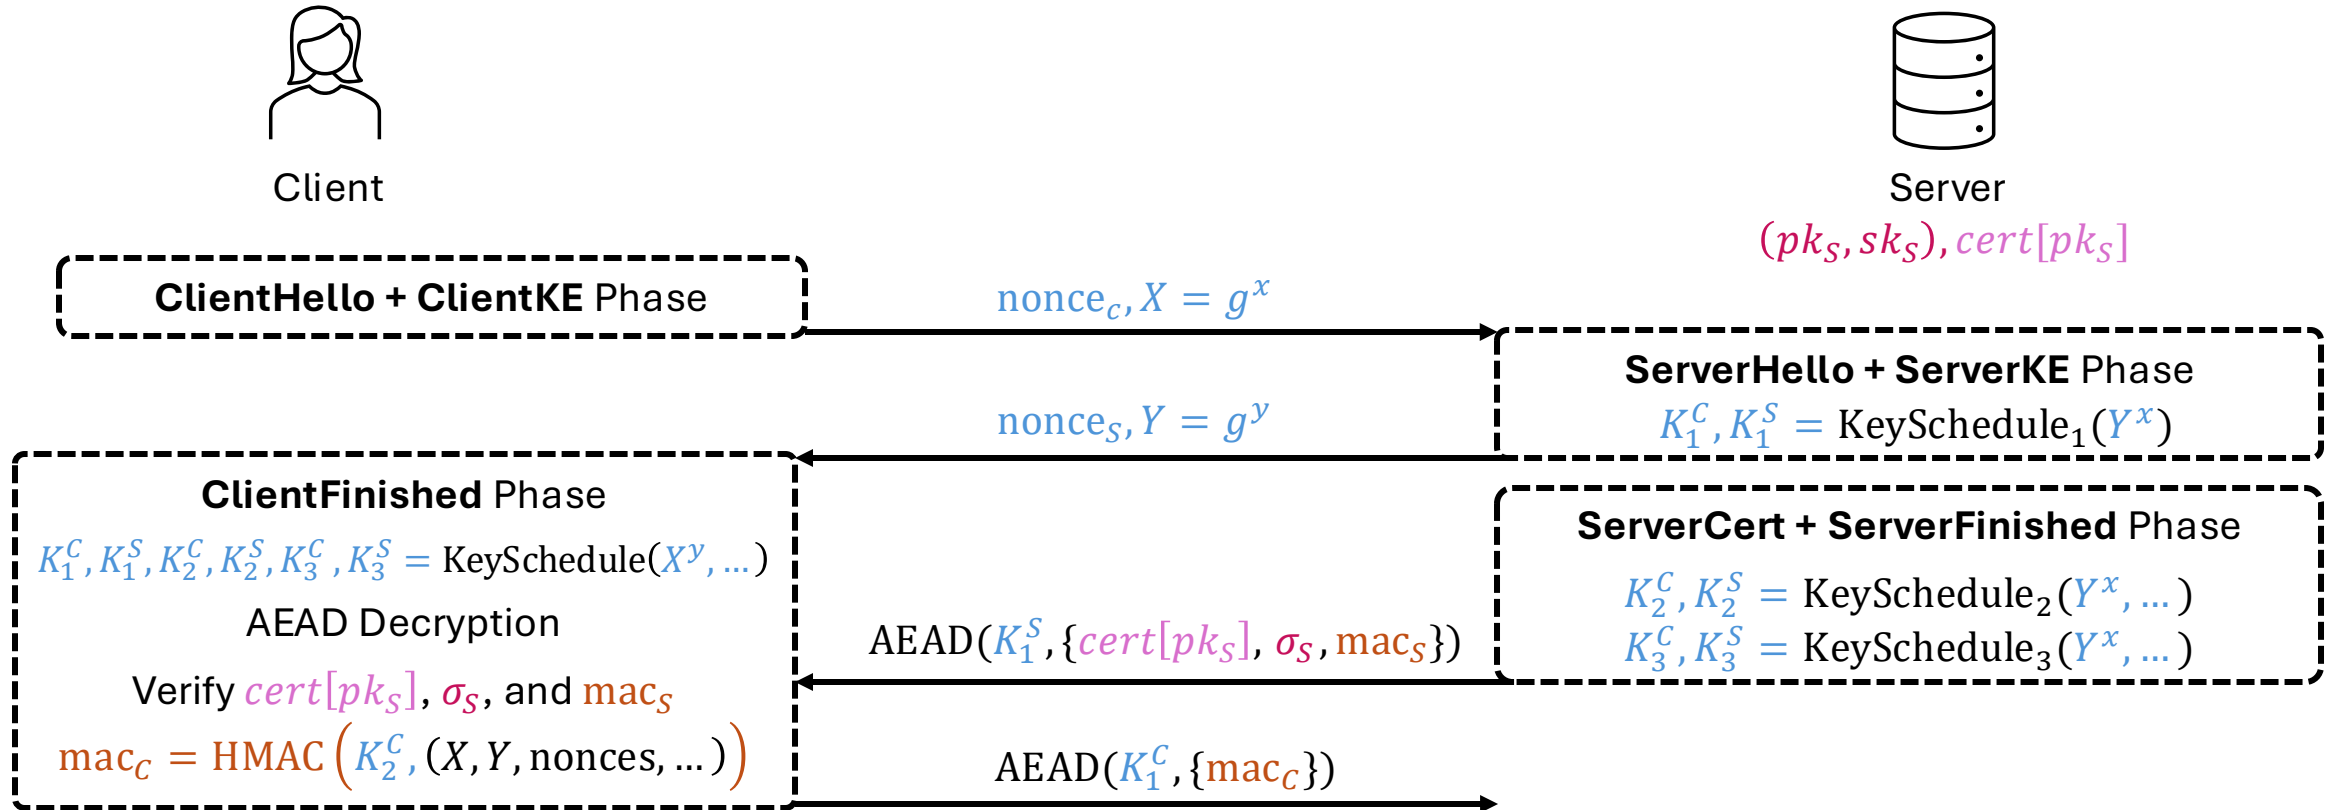 Client
Server
(pk_S, sk_S), cert[pk_S]
ClientHello + ClientKE Phase
nonce_c, X = g^x
ServerHello + ServerKE Phase
K_1^C, K_1^S = KeySchedule_1(Y^x)
nonce_S, Y = g^y
ClientFinished Phase
K_1^C, K_1^S, K_2^C, K_2^S, K_3^C, K_3^S = KeySchedule(X^y, …)
AEAD Decryption
Verify cert[pk_S], σ_S, and mac_S
mac_C = HMAC(K_2^C, (X, Y, nonces, …))
ServerCert + ServerFinished Phase
K_2^C, K_2^S = KeySchedule_2(Y^x, …)
K_3^C, K_3^S = KeySchedule_3(Y^x, …)
AEAD(K_1^S, {cert[pk_S], σ_S, mac_S})
AEAD(K_1^C, {mac_C})